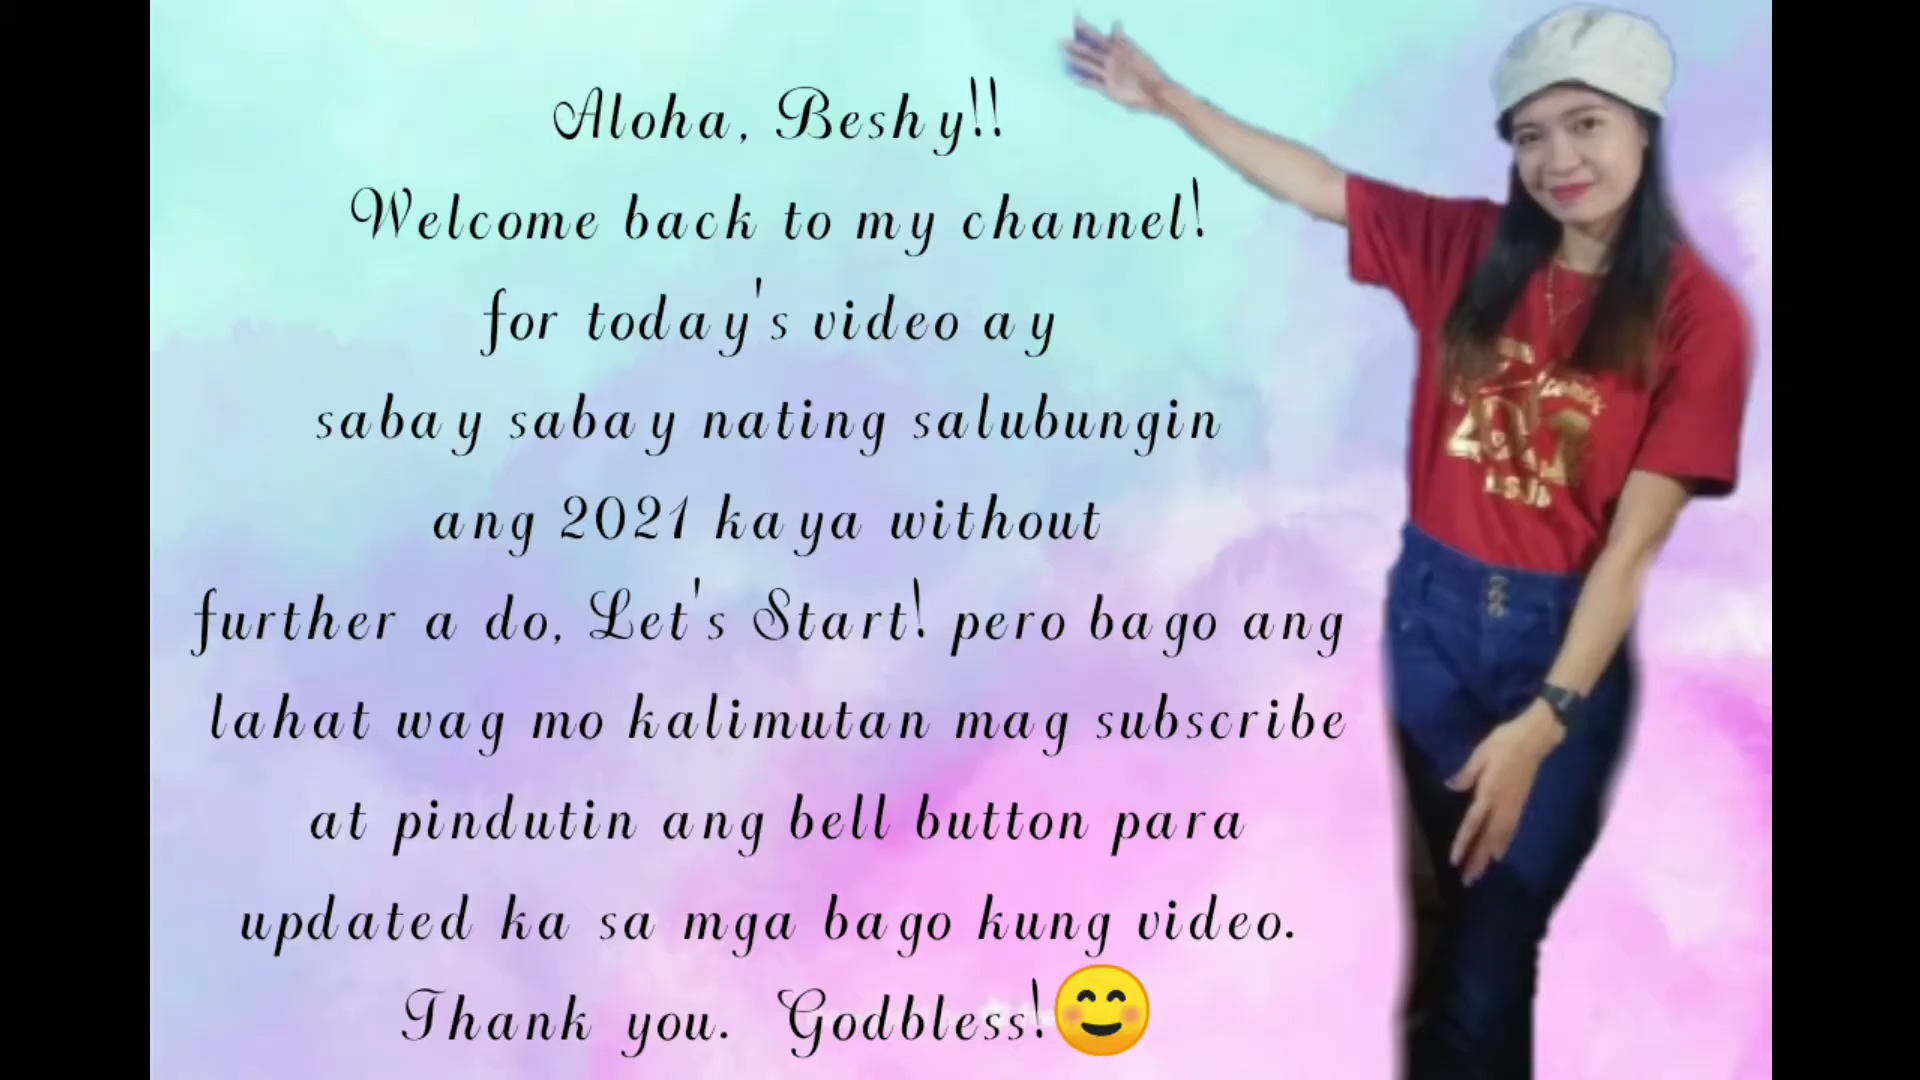 Aloha, Beshy!!
Welcome back to my channel!
for today's video ay
sabay sabay nating salubungin
ang 2021 kaya without
further a do, Let's Start! pero bago ang
lahat wag mo kalimutan mag subscribe
at pindutin ang bell button para
updated ka sa mga bago kung video.
Thank you. Godbless!😊